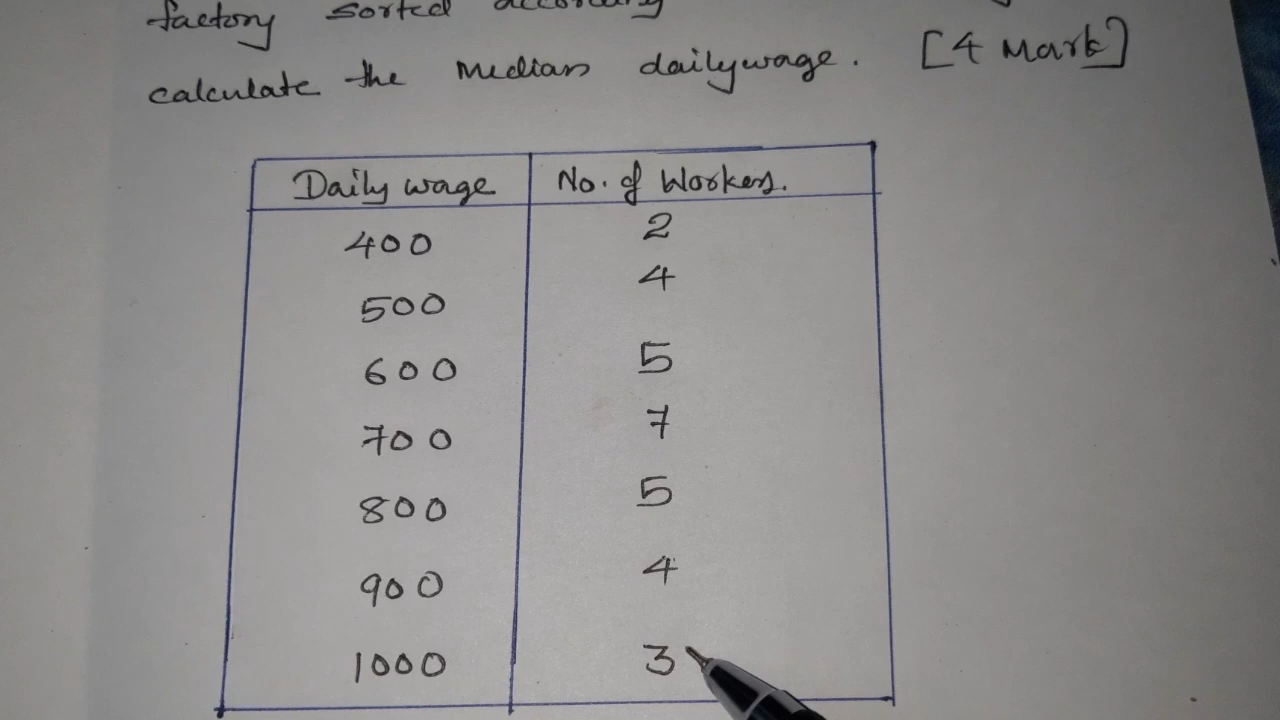 factory sorted
calculate the Median dailywage. [4 Mark]
Daily wage No. of Workers.
400 2
500 4
600 5
700 7
800 5
900 4
1000 3